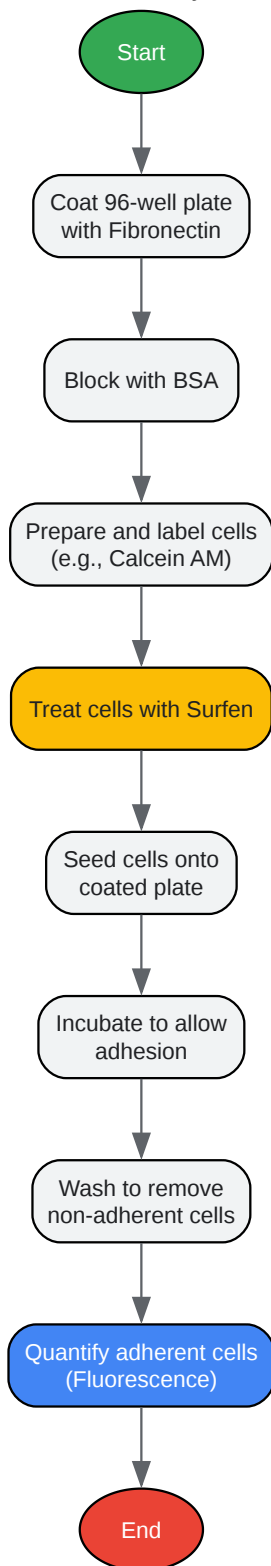 Start
Coat 96-well plate
with Fibronectin
Block with BSA
Prepare and label cells
(e.g., Calcein AM)
Treat cells with Surfen
Seed cells onto
coated plate
Incubate to allow
adhesion
Wash to remove
non-adherent cells
Quantify adherent cells
(Fluorescence)
End